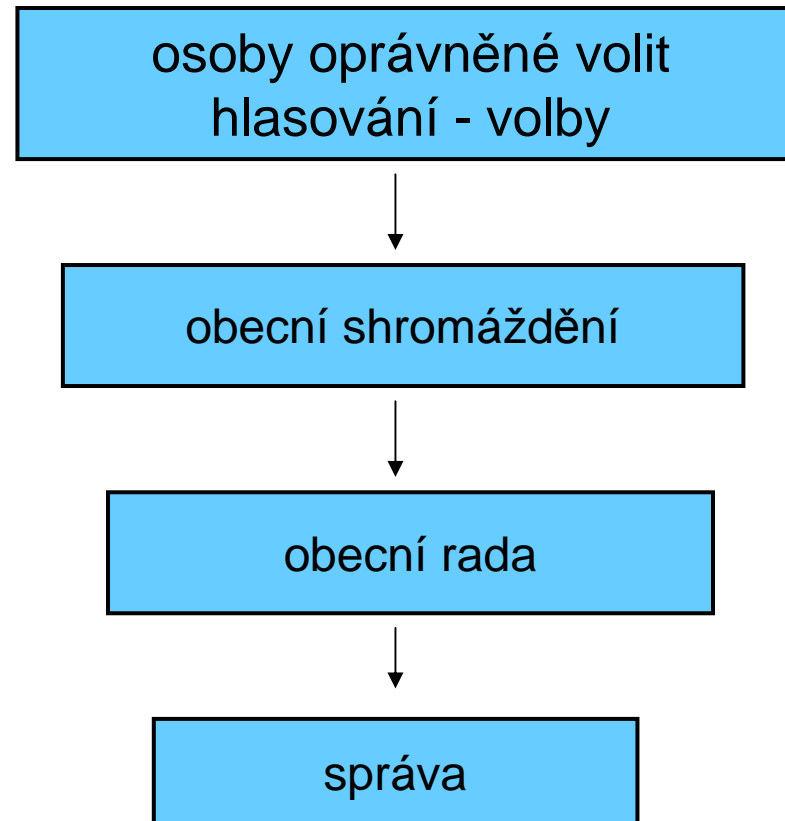 osoby oprávněné volit
hlasování - volby
obecní shromáždění
obecní rada
správa